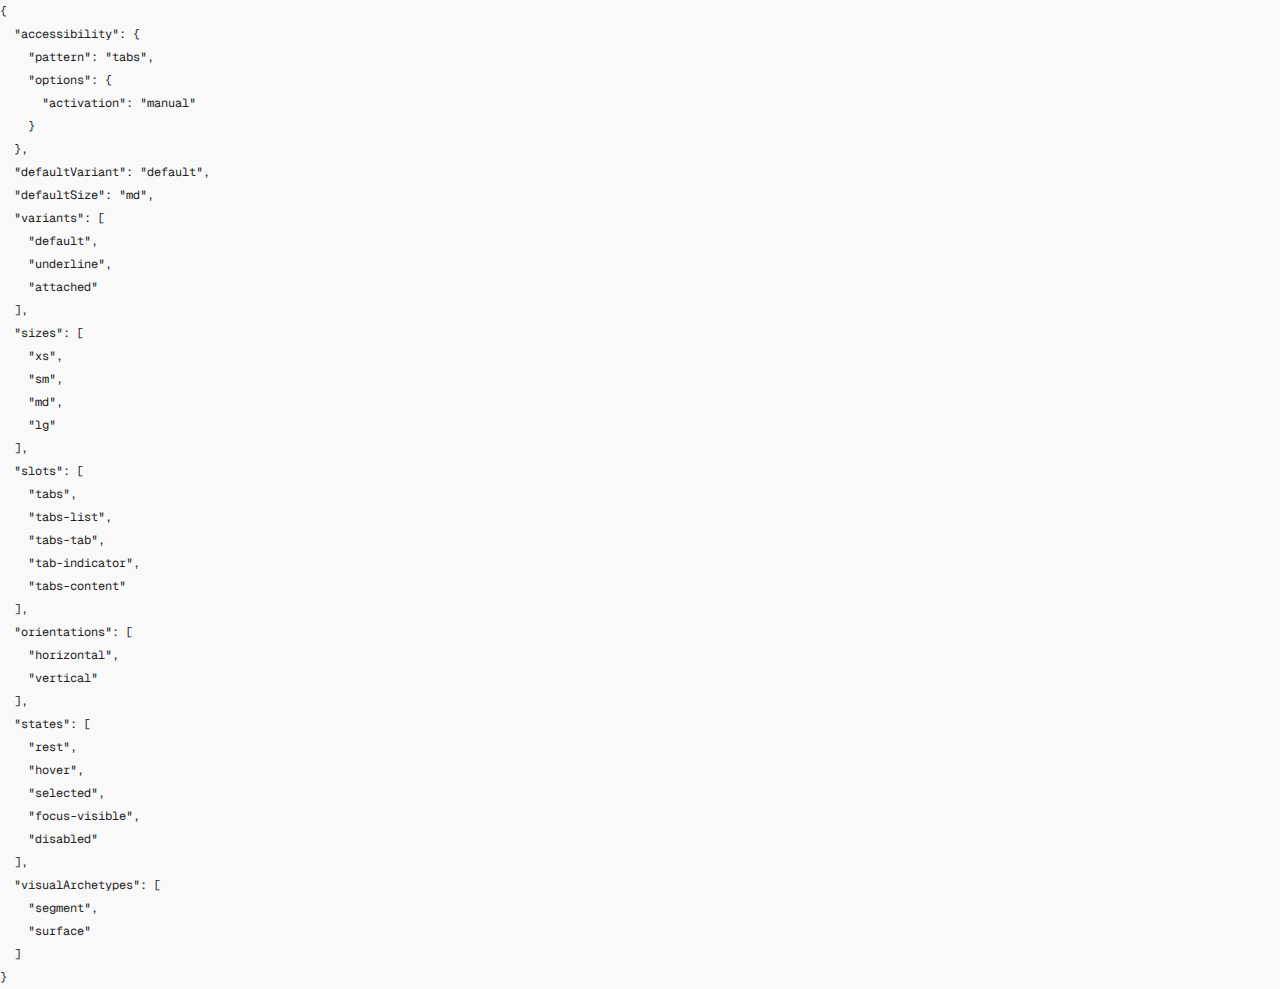 {
  "accessibility": {
    "pattern": "tabs",
    "options": {
      "activation": "manual"
    }
  },
  "defaultVariant": "default",
  "defaultSize": "md",
  "variants": [
    "default",
    "underline",
    "attached"
  ],
  "sizes": [
    "xs",
    "sm",
    "md",
    "lg"
  ],
  "slots": [
    "tabs",
    "tabs-list",
    "tabs-tab",
    "tab-indicator",
    "tabs-content"
  ],
  "orientations": [
    "horizontal",
    "vertical"
  ],
  "states": [
    "rest",
    "hover",
    "selected",
    "focus-visible",
    "disabled"
  ],
  "visualArchetypes": [
    "segment",
    "surface"
  ]
}